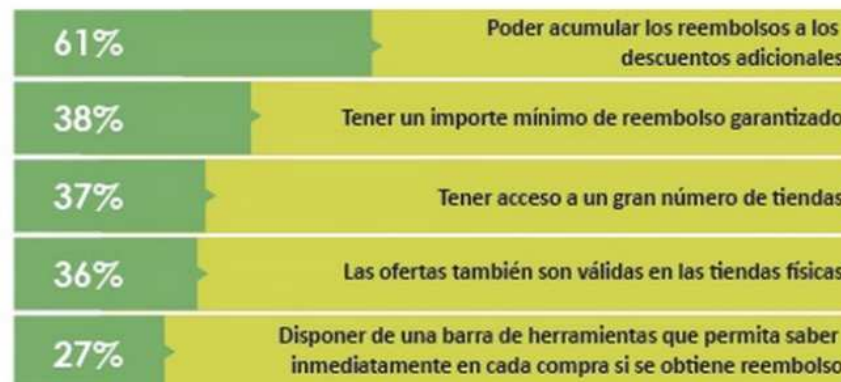 61%
Poder acumular los reembolsos a los
descuentos adicionales
38%
Tener un importe mínimo de reembolso garantizado
37%
Tener acceso a un gran número de tiendas
36%
Las ofertas también son válidas en las tiendas físicas
27%
Disponer de una barra de herramientas que permita saber
inmediatamente en cada compra si se obtiene reembolso